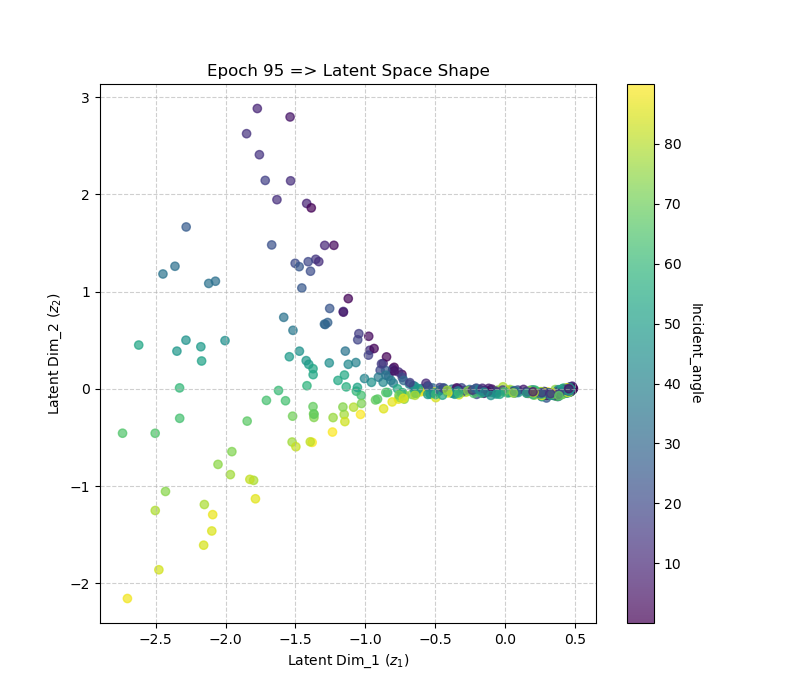 Epoch 95 => Latent Space Shape
3
2
1
0
−1
−2
Latent Dim_2 (z₂)
−2.5 −2.0 −1.5 −1.0 −0.5 0.0 0.5
Latent Dim_1 (z₁)
80
70
60
50
40
30
20
10
Incident_angle